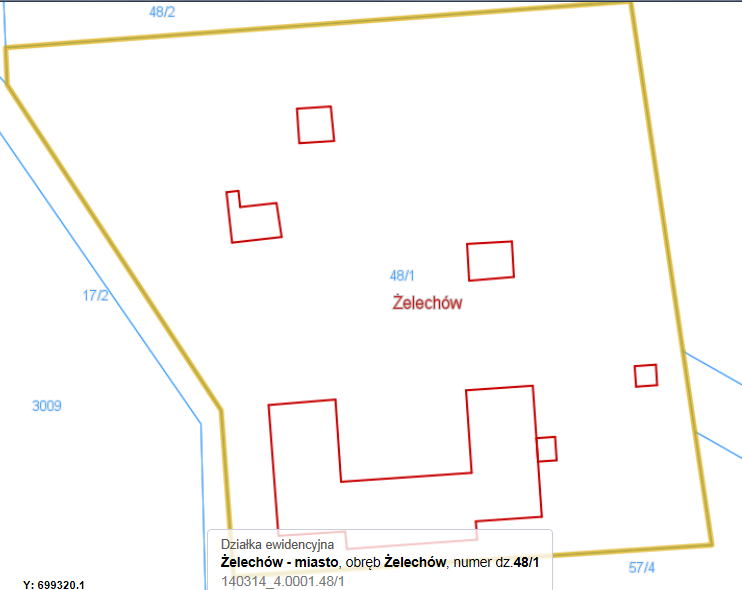 48/2
48/1
Żelechów
17/2
3009
Działka ewidencyjna
Żelechów - miasto, obręb Żelechów, numer dz.48/1
140314_4.0001.48/1
57/4
Y: 699320.1